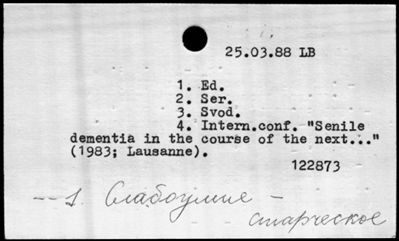 25.03.88 LB
1. Ed.
2. Ser.
3. Svod.
4. Intern.conf. "Senile
dementia in the course of the next..."
(1983; Lausanne).
122873
-- 1. Слабоумие -
старческое